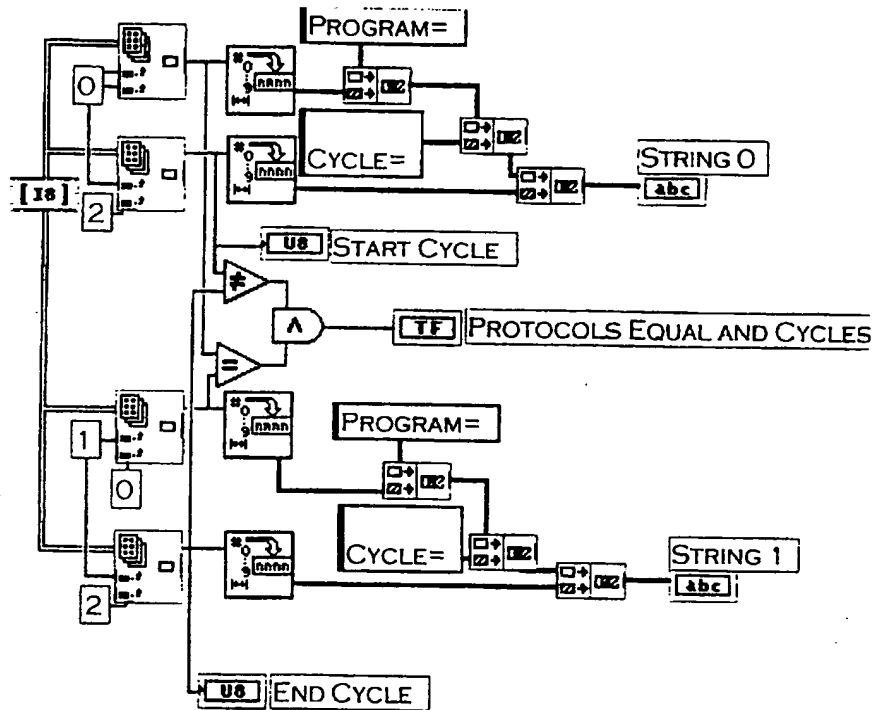 PROGRAM=
0
CYCLE=
STRING 0
[I8]
abc
2
U8 START CYCLE
≠
∧
TF PROTOCOLS EQUAL AND CYCLES
=
1
PROGRAM=
0
CYCLE=
STRING 1
abc
2
U8 END CYCLE